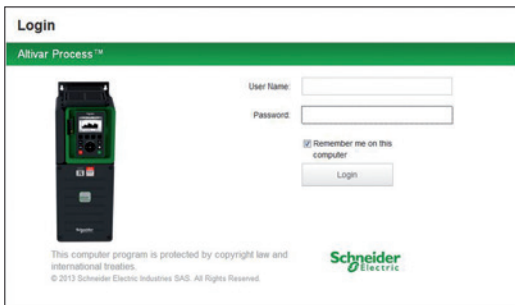 Login
Altivar Process™
User Name:
Password:
Remember me on this
computer
Login
This computer program is protected by copyright law and
international treaties.
© 2013 Schneider Electric Industries SAS. All Rights Reserved.
Schneider
Electric